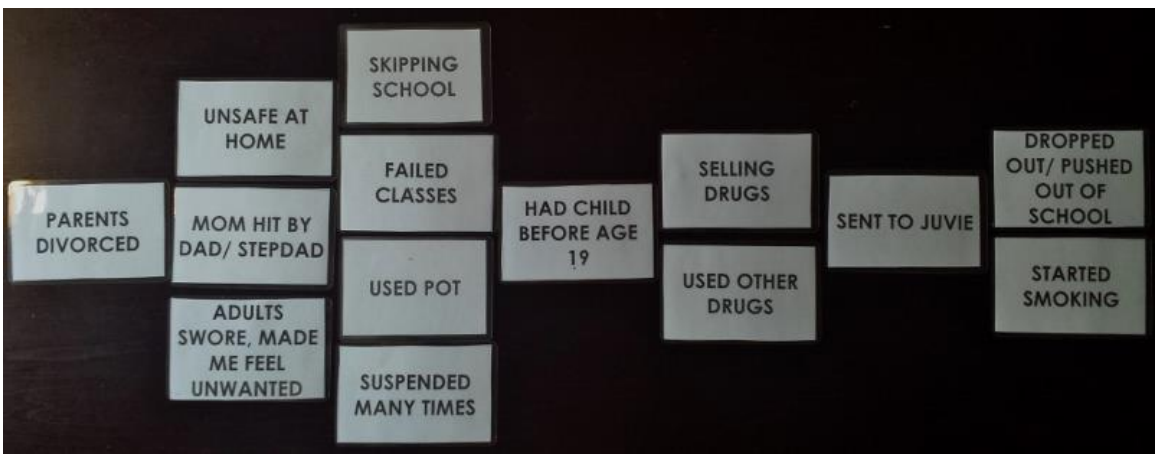 PARENTS
DIVORCED
UNSAFE AT
HOME
MOM HIT BY
DAD/ STEPDAD
ADULTS
SWORE, MADE
ME FEEL
UNWANTED
SKIPPING
SCHOOL
FAILED
CLASSES
USED POT
SUSPENDED
MANY TIMES
HAD CHILD
BEFORE AGE
19
SELLING
DRUGS
USED OTHER
DRUGS
SENT TO JUVIE
DROPPED
OUT/ PUSHED
OUT OF
SCHOOL
STARTED
SMOKING